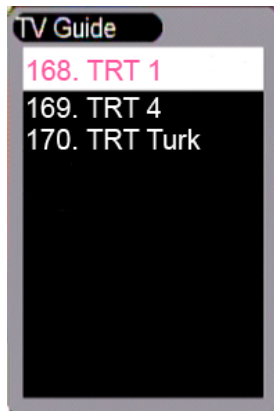 TV Guide
168. TRT 1
169. TRT 4
170. TRT Turk